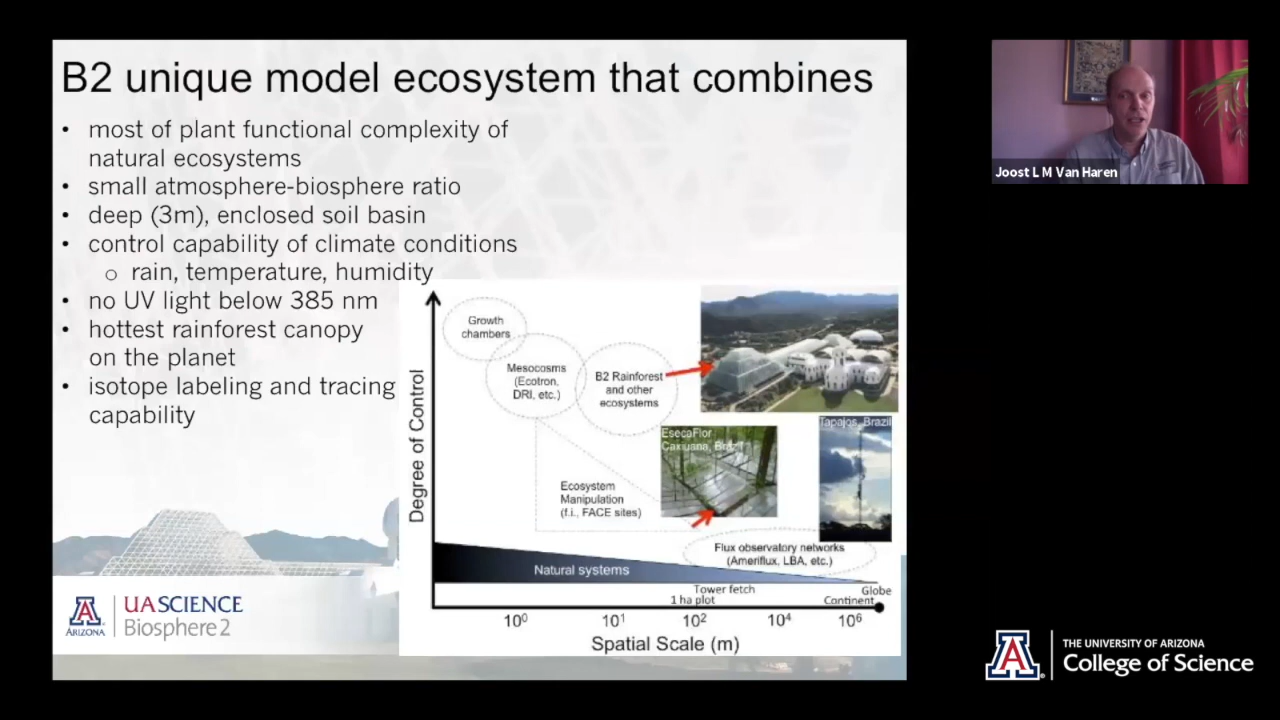 B2 unique model ecosystem that combines
• most of plant functional complexity of
natural ecosystems
• small atmosphere-biosphere ratio
• deep (3m), enclosed soil basin
• control capability of climate conditions
o rain, temperature, humidity
• no UV light below 385 nm
• hottest rainforest canopy
on the planet
• isotope labeling and tracing
capability
Degree of Control
Growth
chambers
Mesocosms
(Ecotron,
DRI, etc.)
B2 Rainforest
and other
ecosystems
EsecaFlor
Caxiuana, Brazil
Tapajos, Brazil
Ecosystem
Manipulation
(f.i., FACE sites)
Flux observatory networks
(Ameriflux, LBA, etc.)
Natural systems
Tower fetch
Globe
1 ha plot
Continent
10⁰ 10¹ 10² 10⁴ 10⁶
Spatial Scale (m)
A
ARIZONA
UA SCIENCE
Biosphere 2
Joost L M Van Haren
A
THE UNIVERSITY OF ARIZONA
College of Science